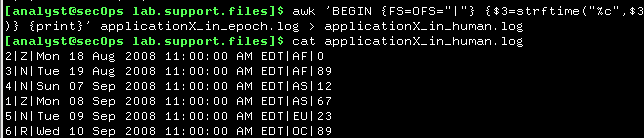 [analyst@secOps lab.support.files]$ awk 'BEGIN {FS=OFS="|"} {$3=strftime("%c",$3
)} {print}' applicationX_in_epoch.log > applicationX_in_human.log
[analyst@secOps lab.support.files]$ cat applicationX_in_human.log
2|Z|Mon 18 Aug 2008 11:00:00 AM EDT|AF|0
3|N|Tue 19 Aug 2008 11:00:00 AM EDT|AF|89
4|N|Sun 07 Sep 2008 11:00:00 AM EDT|AS|12
1|Z|Mon 08 Sep 2008 11:00:00 AM EDT|AS|67
5|N|Tue 09 Sep 2008 11:00:00 AM EDT|EU|23
6|R|Wed 10 Sep 2008 11:00:00 AM EDT|OC|89